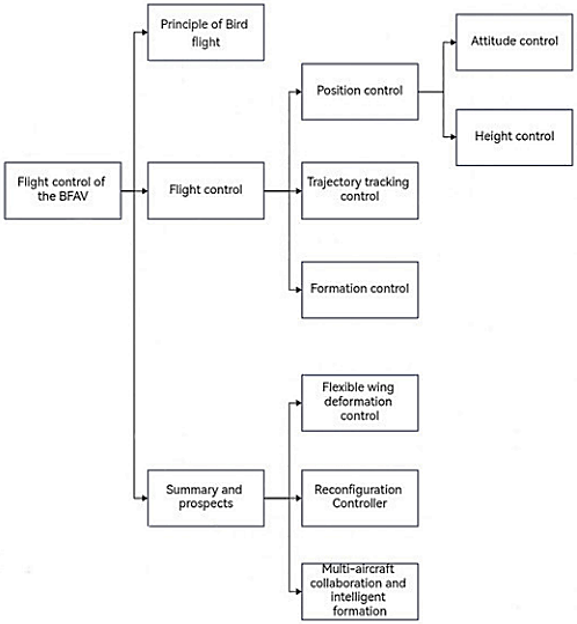 Principle of Bird
flight
Attitude control
Position control
Height control
Flight control of
the BFAV
Flight control
Trajectory tracking
control
Formation control
Flexible wing
deformation
control
Summary and
prospects
Reconfiguration
Controller
Multi-aircraft
collaboration and
intelligent
formation